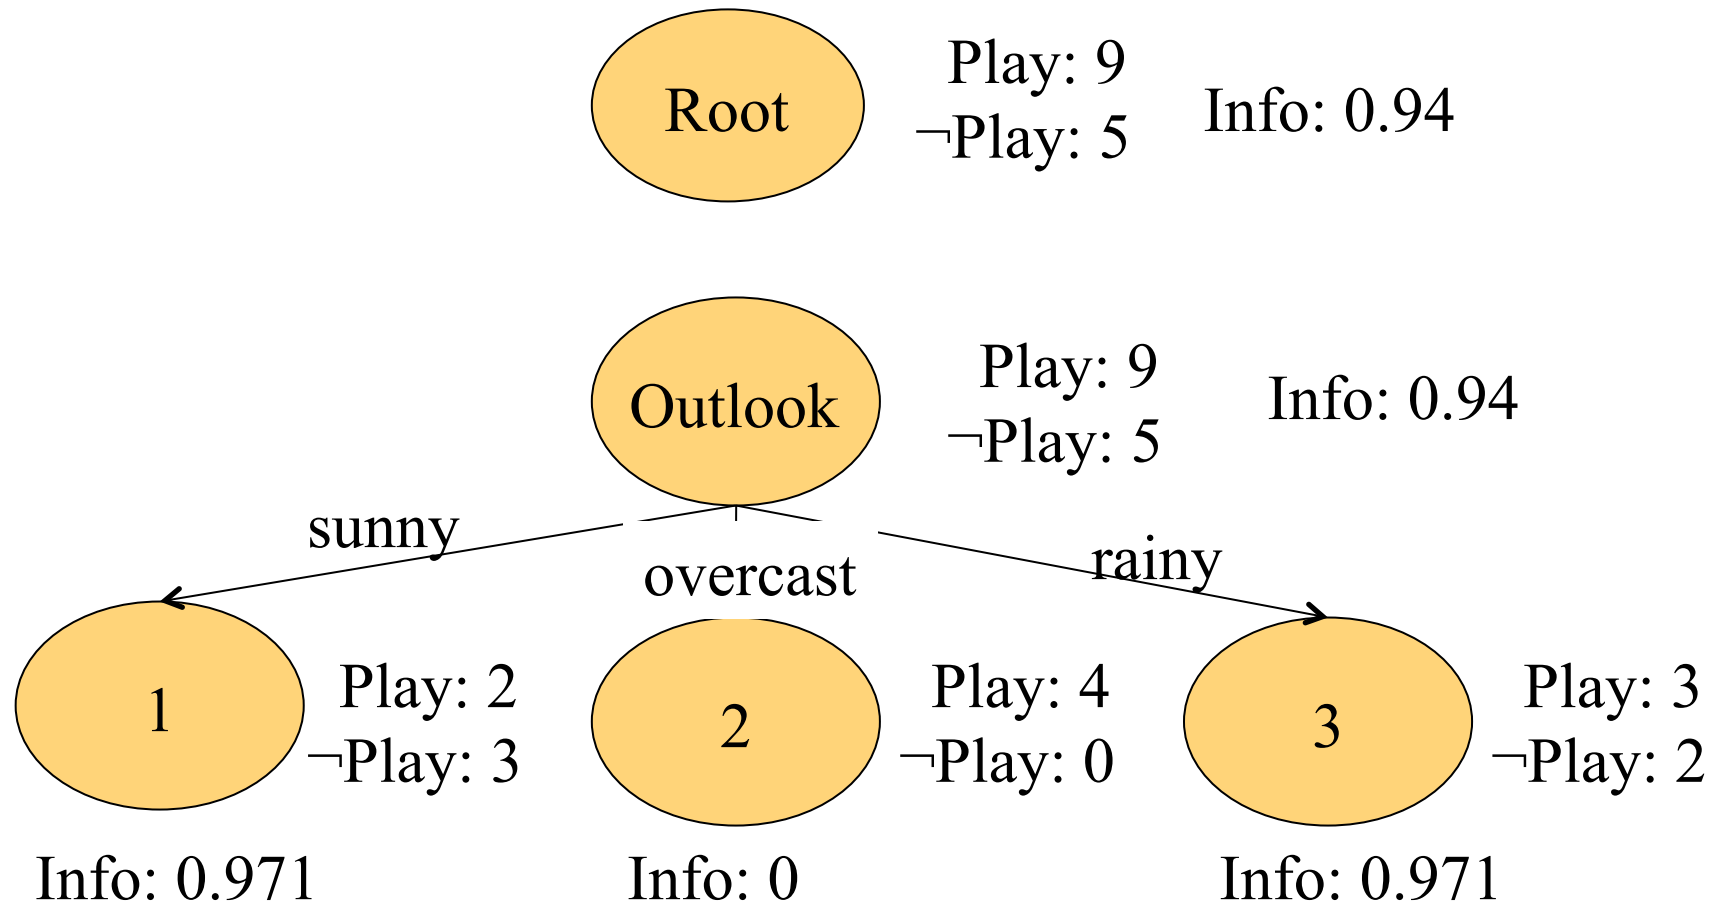 Root
Play: 9
¬Play: 5
Info: 0.94
Outlook
Play: 9
¬Play: 5
Info: 0.94
sunny
overcast
rainy
1
Play: 2
¬Play: 3
Info: 0.971
2
Play: 4
¬Play: 0
Info: 0
3
Play: 3
¬Play: 2
Info: 0.971